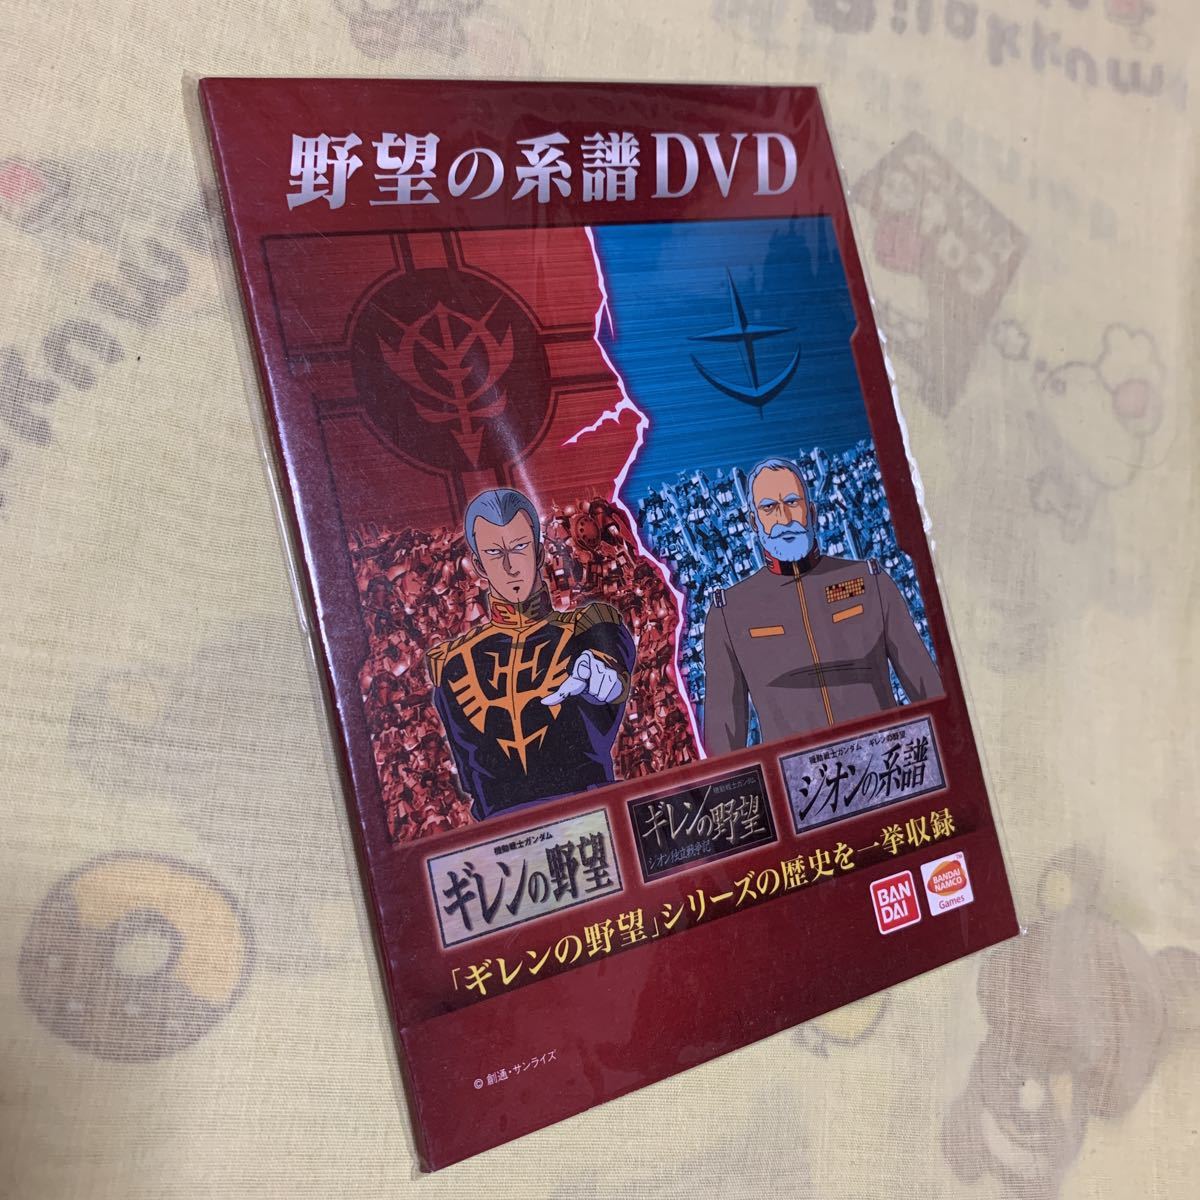 野望の系譜DVD
機動戦士ガンダム
ギレンの野望
機動戦士ガンダム
ギレンの野望
ジオン独立戦争記
機動戦士ガンダム ギレンの野望
ジオンの系譜
「ギレンの野望」シリーズの歴史を一挙収録
BAN
DAI
BANDAI
NAMCO
Games
TM
© 創通・サンライズ